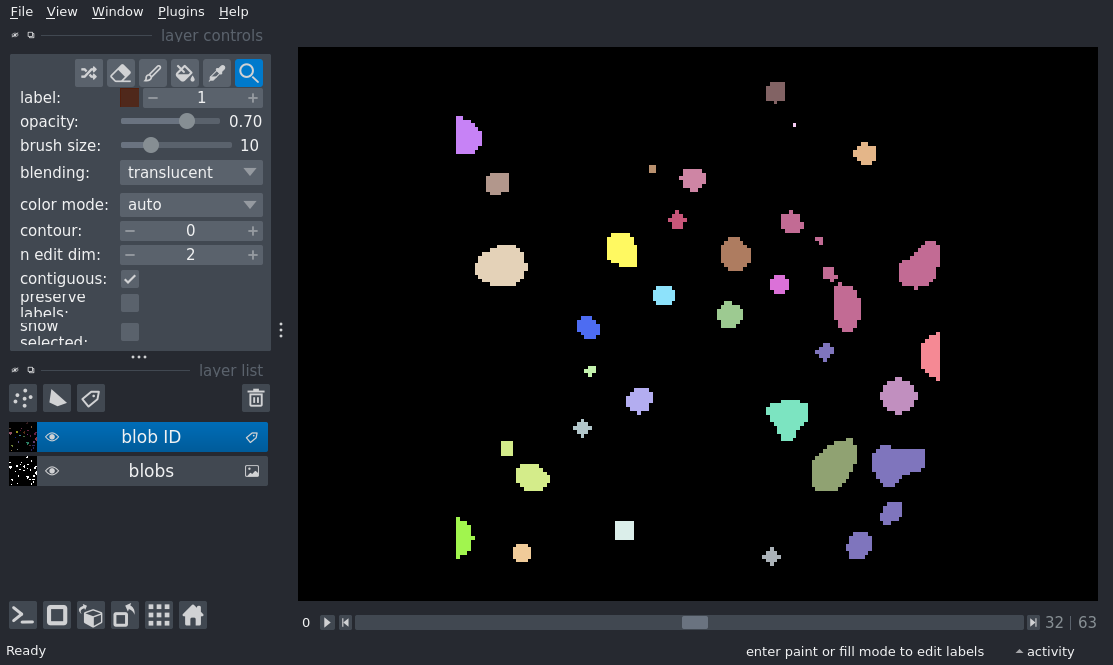 File View Window Plugins Help
layer controls
label: 1
opacity: 0.70
brush size: 10
blending: translucent
color mode: auto
contour: 0
n edit dim: 2
contiguous:
preserve
labels:
show
selected:
layer list
blob ID
blobs
0 32 | 63
Ready enter paint or fill mode to edit labels activity